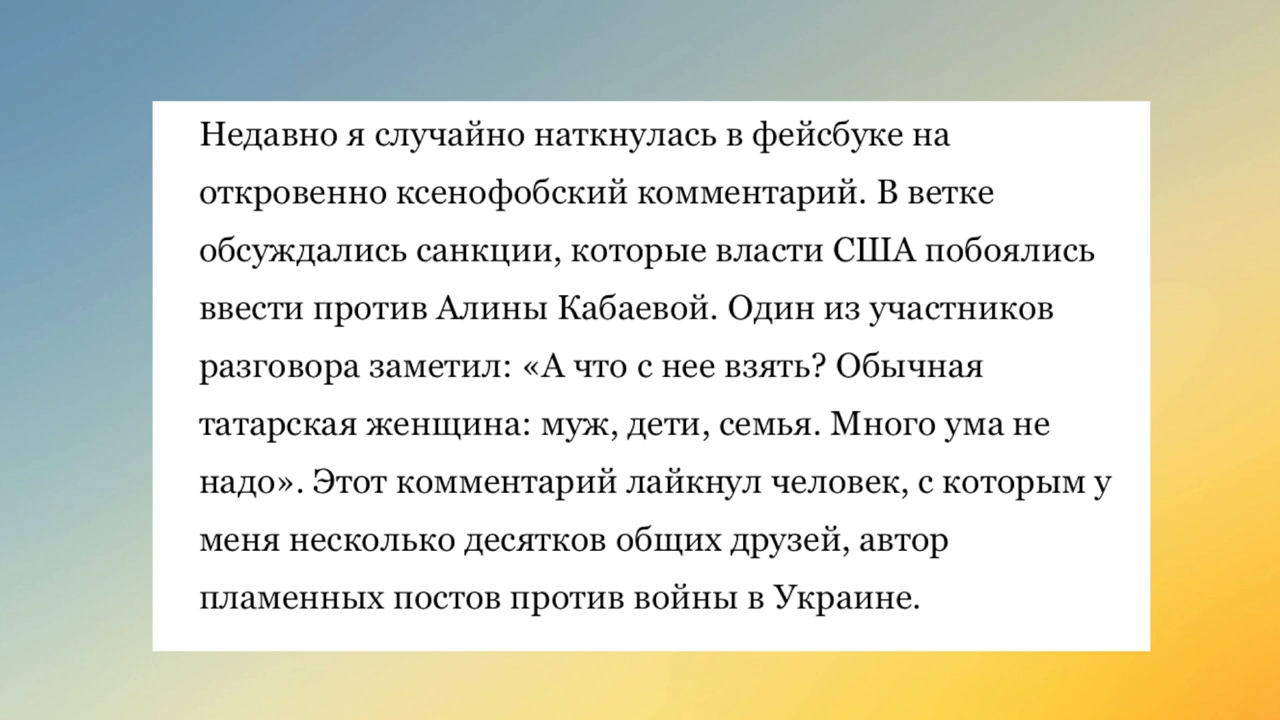 Недавно я случайно наткнулась в фейсбуке на
откровенно ксенофобский комментарий. В ветке
обсуждались санкции, которые власти США побоялись
ввести против Алины Кабаевой. Один из участников
разговора заметил: «А что с нее взять? Обычная
татарская женщина: муж, дети, семья. Много ума не
надо». Этот комментарий лайкнул человек, с которым у
меня несколько десятков общих друзей, автор
пламенных постов против войны в Украине.